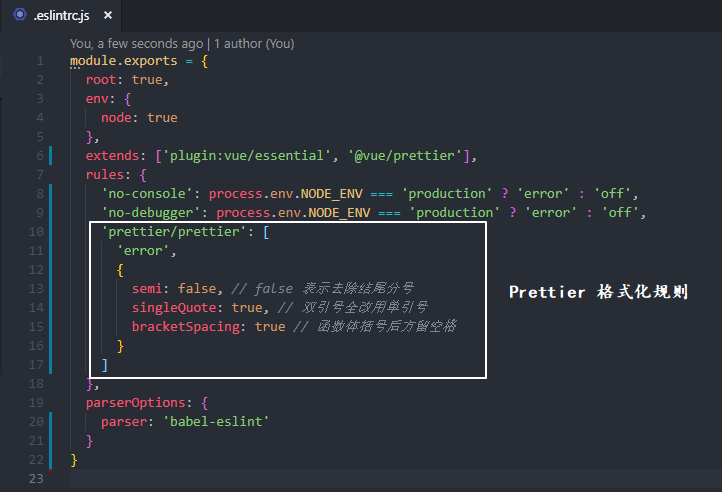 .eslintrc.js ×
You, a few seconds ago | 1 author (You)
1 module.exports = {
2 root: true,
3 env: {
4 node: true
5 },
6 extends: ['plugin:vue/essential', '@vue/prettier'],
7 rules: {
8 'no-console': process.env.NODE_ENV === 'production' ? 'error' : 'off',
9 'no-debugger': process.env.NODE_ENV === 'production' ? 'error' : 'off',
10 'prettier/prettier': [
11 'error',
12 {
13 semi: false, // false 表示去除结尾分号
14 singleQuote: true, // 双引号全改用单引号
15 bracketSpacing: true // 函数体括号后方留空格
16 }
17 ]
18 },
19 parserOptions: {
20 parser: 'babel-eslint'
21 }
22 }
23
Prettier 格式化规则